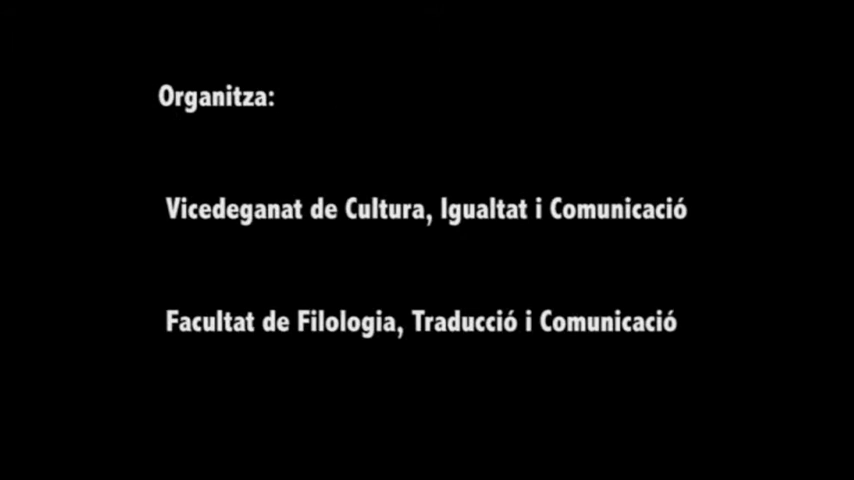 Organitza:
Vicedeganat de Cultura, Igualtat i Comunicació
Facultat de Filologia, Traducció i Comunicació